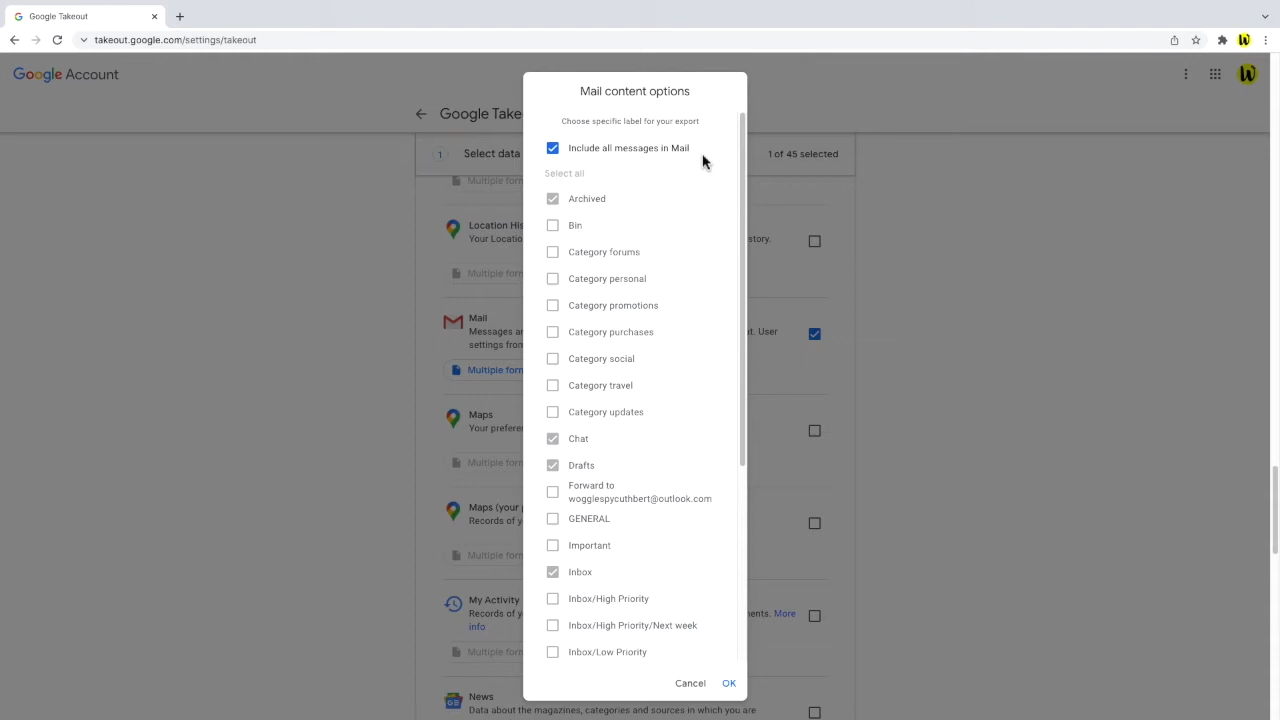 Google Takeout
takeout.google.com/settings/takeout
Google Account
Google Take
1 Select data
1 of 45 selected
Multiple form
Location His
Your Locatio
story.
Multiple form
Mail
Messages an
t. User
settings from
Multiple form
Maps
Your prefere
Multiple form
Maps (your p
Records of y
Multiple form
My Activity
Records of y
ments. More
info
Multiple form
News
Data about the magazines, categories and sources in which you are
Mail content options
Choose specific label for your export
Include all messages in Mail
Select all
Archived
Bin
Category forums
Category personal
Category promotions
Category purchases
Category social
Category travel
Category updates
Chat
Drafts
Forward to
wogglespycuthbert@outlook.com
GENERAL
Important
Inbox
Inbox/High Priority
Inbox/High Priority/Next week
Inbox/Low Priority
Cancel OK